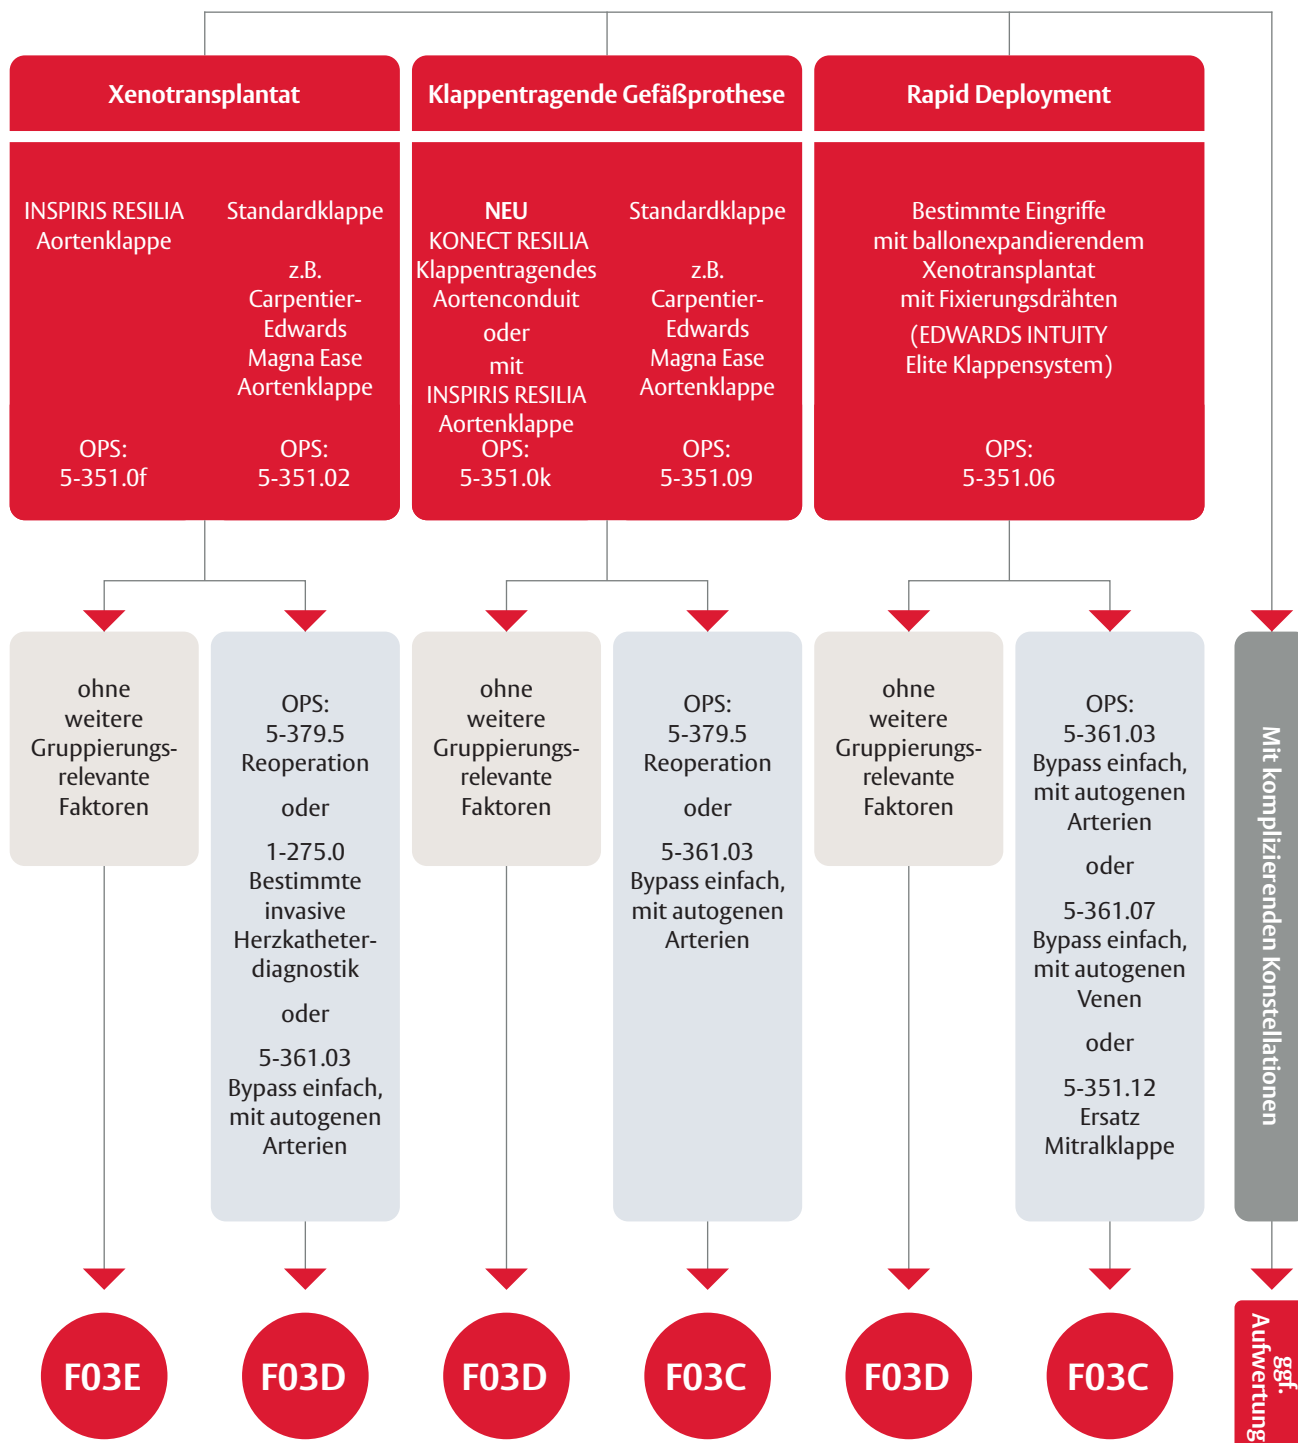 Xenotransplantat
INSPIRIS RESILIA
Aortenklappe
OPS:
5-351.0f
Standardklappe
z.B.
Carpentier-
Edwards
Magna Ease
Aortenklappe
OPS:
5-351.02
Klappentragende Gefäßprothese
NEU
KONECT RESILIA
Klappentragendes
Aortenconduit
oder
mit
INSPIRIS RESILIA
Aortenklappe
OPS:
5-351.0k
Standardklappe
z.B.
Carpentier-
Edwards
Magna Ease
Aortenklappe
OPS:
5-351.09
Rapid Deployment
Bestimmte Eingriffe
mit ballonexpandierendem
Xenotransplantat
mit Fixierungsdrähten
(EDWARDS INTUITY
Elite Klappensystem)
OPS:
5-351.06
ohne
weitere
Gruppierungs-
relevante
Faktoren
OPS:
5-379.5
Reoperation
oder
1-275.0
Bestimmte
invasive
Herzkatheter-
diagnostik
oder
5-361.03
Bypass einfach,
mit autogenen
Arterien
ohne
weitere
Gruppierungs-
relevante
Faktoren
OPS:
5-379.5
Reoperation
oder
5-361.03
Bypass einfach,
mit autogenen
Arterien
ohne
weitere
Gruppierungs-
relevante
Faktoren
OPS:
5-361.03
Bypass einfach,
mit autogenen
Arterien
oder
5-361.07
Bypass einfach,
mit autogenen
Venen
oder
5-351.12
Ersatz
Mitralklappe
Mit komplizierenden Konstellationen
F03E
F03D
F03D
F03C
F03D
F03C
ggf.
Aufwertung